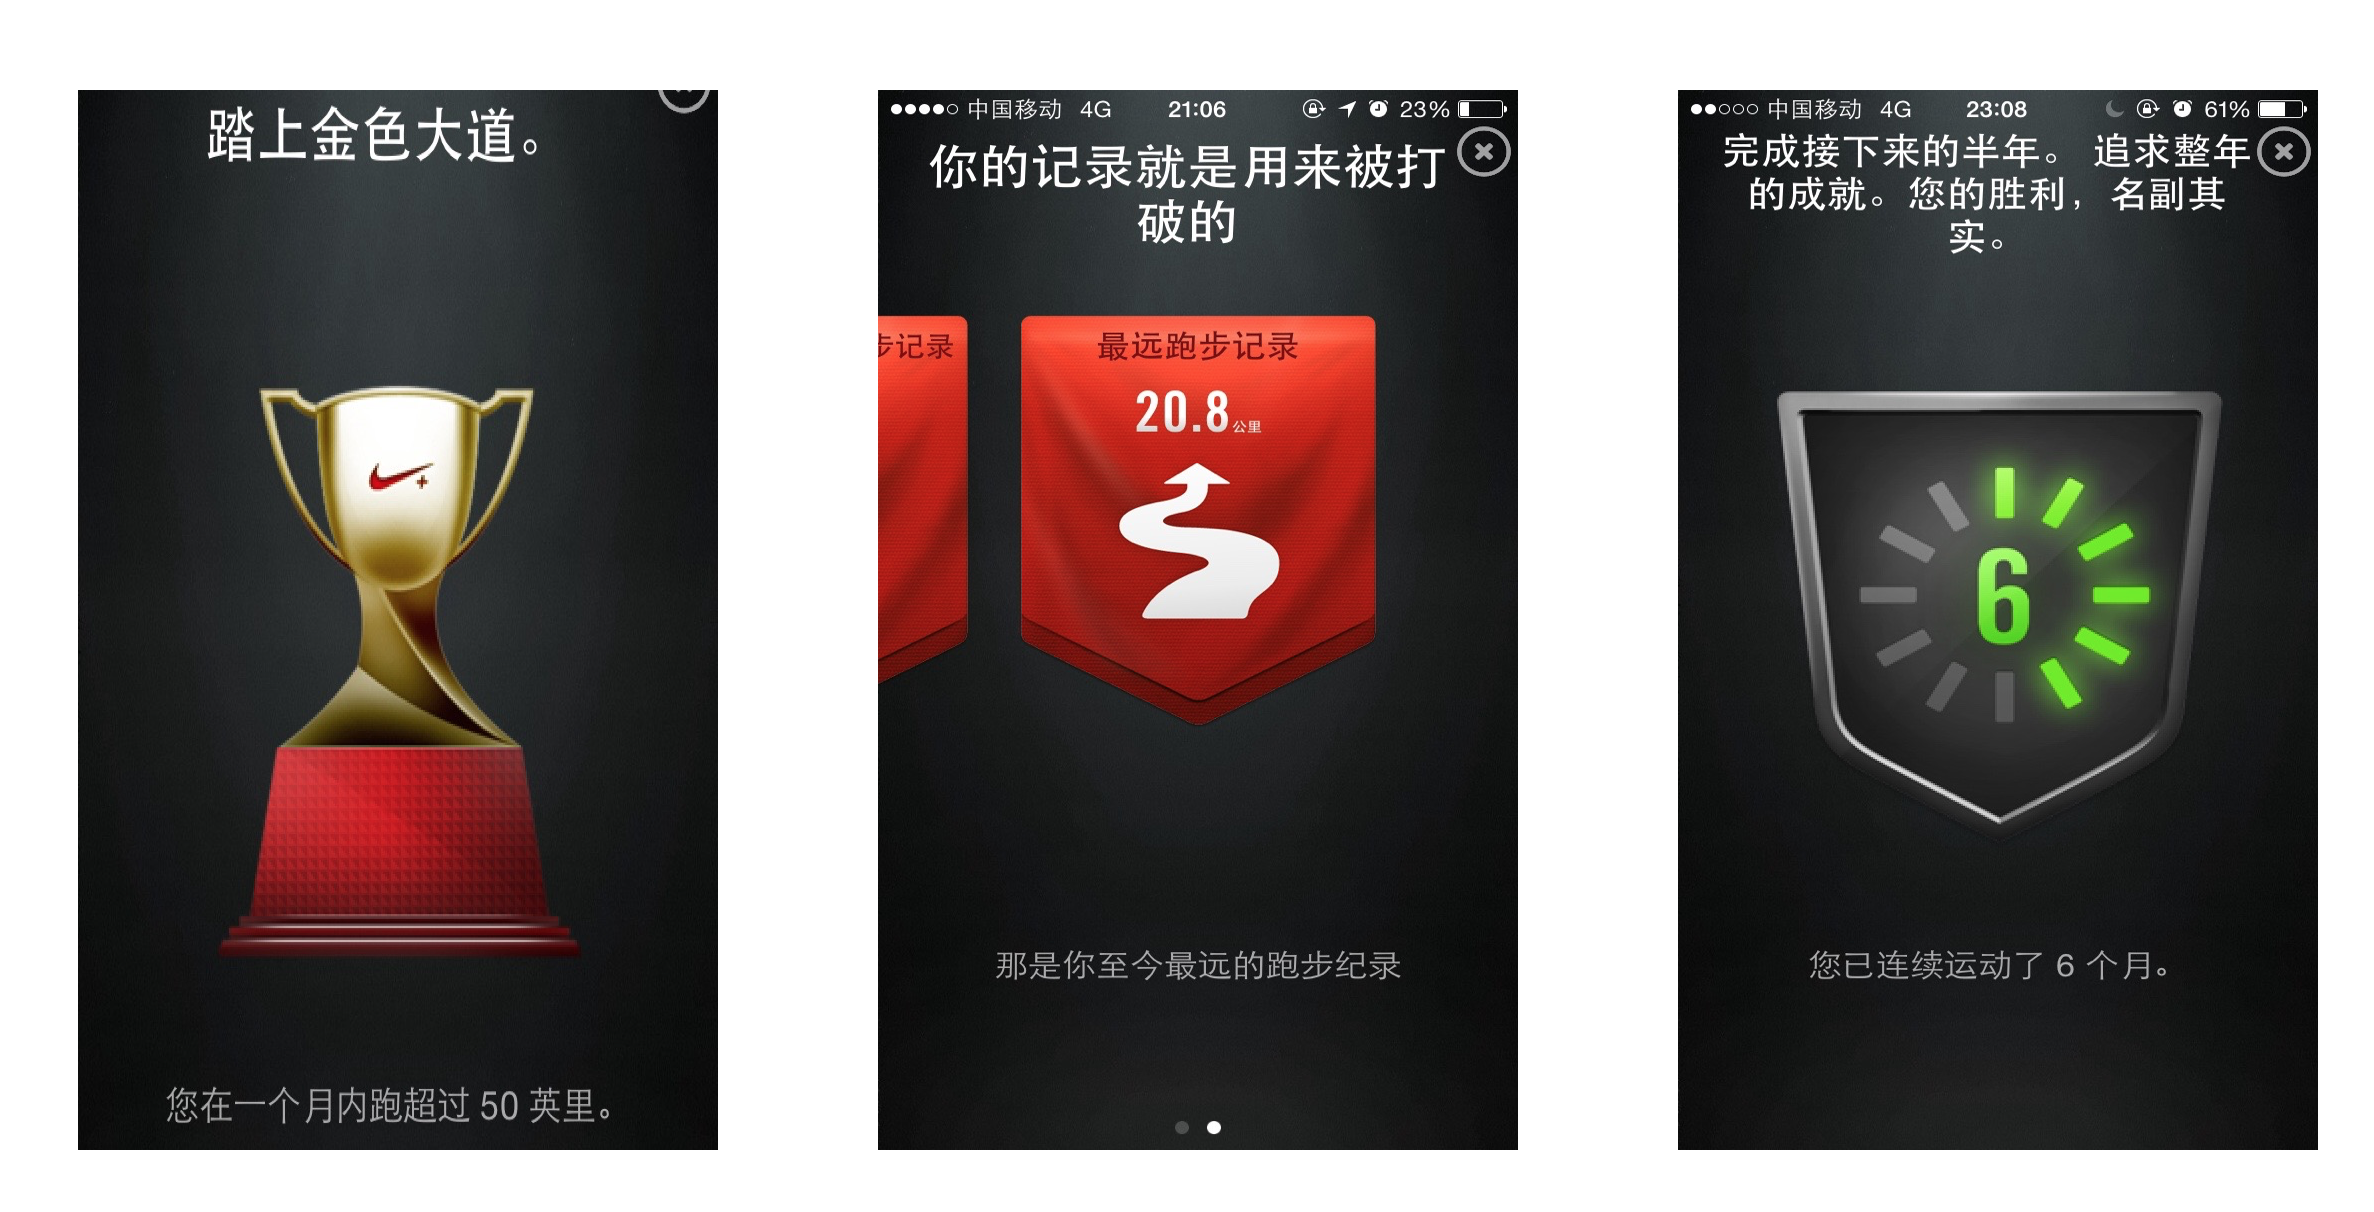 踏上金色大道。
您在一个月内跑超过 50 英里。
中国移动 4G 21:06 23%
你的记录就是用来被打
破的
步记录
最远跑步记录
20.8公里
那是你至今最远的跑步纪录
中国移动 4G 23:08 61%
完成接下来的半年。 追求整年
的成就。您的胜利，名副其
实。
6
您已连续运动了 6 个月。